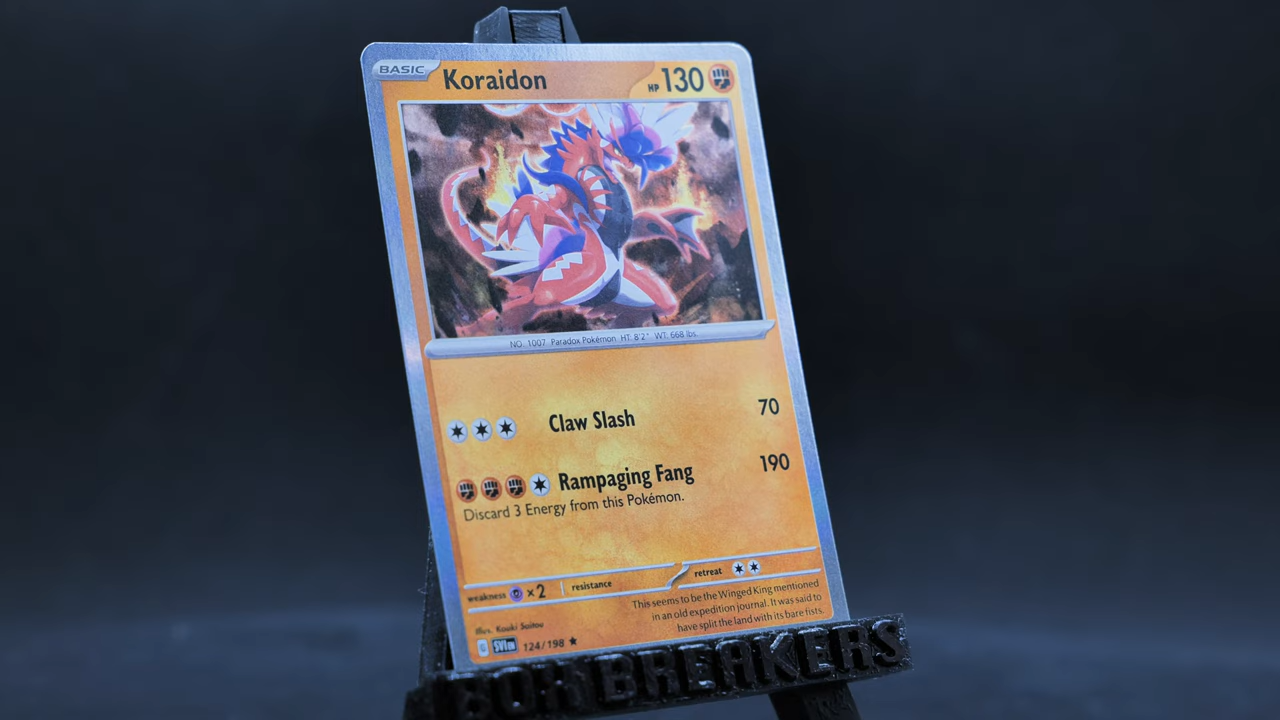 BASIC Koraidon HP 130
NO. 1007 Paradox Pokémon HT: 8'2" WT: 668 lbs.
Claw Slash 70
Rampaging Fang 190
Discard 3 Energy from this Pokémon.
weakness ×2 resistance retreat
This seems to be the Winged King mentioned
in an old expedition journal. It was said to
have split the land with its bare fists.
Illus. Kouki Saitou
G SVI EN 124/198
BOX BREAKERS